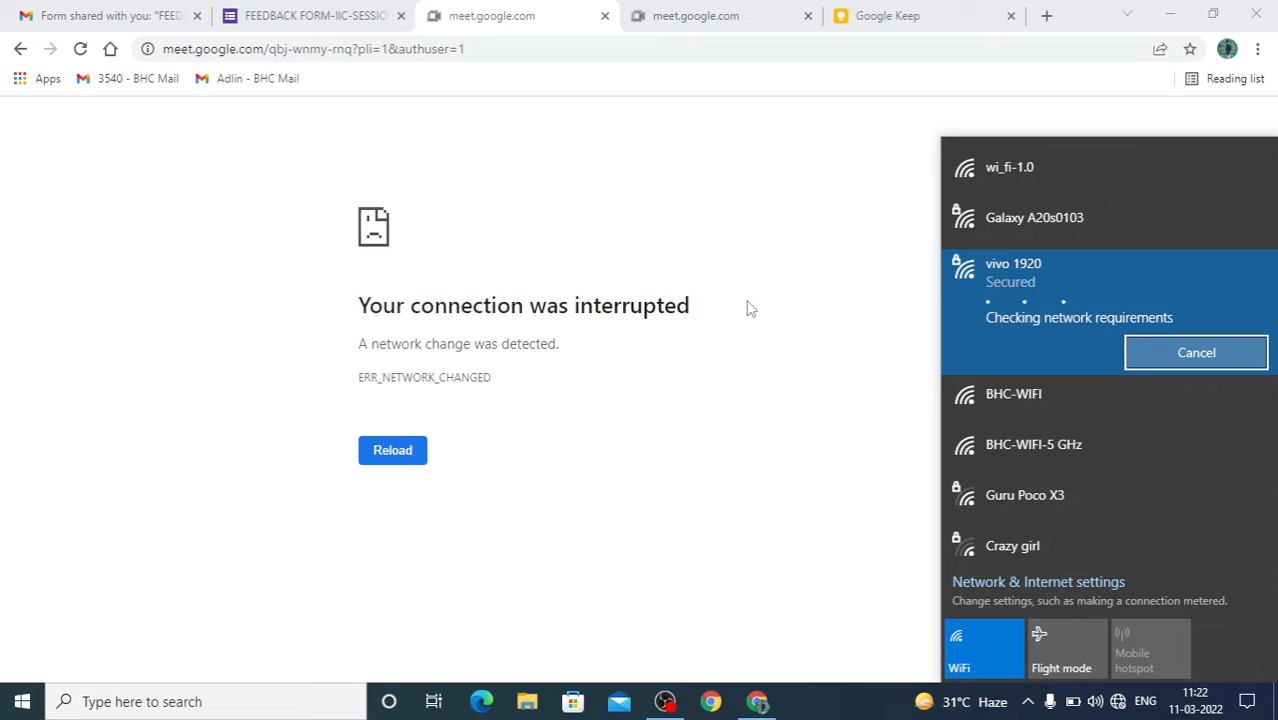 Form shared with you: "FEED
FEEDBACK FORM-IIC-SESSION
meet.google.com
meet.google.com
Google Keep
meet.google.com/qbj-wnmy-rnq?pli=1&authuser=1
Apps
3540 - BHC Mail
Adlin - BHC Mail
Reading list
Your connection was interrupted
A network change was detected.
ERR_NETWORK_CHANGED
Reload
wi_fi-1.0
Galaxy A20s0103
vivo 1920
Secured
Checking network requirements
Cancel
BHC-WIFI
BHC-WIFI-5 GHz
Guru Poco X3
Crazy girl
Network & Internet settings
Change settings, such as making a connection metered.
WiFi
Flight mode
Mobile
hotspot
Type here to search
31°C Haze
ENG
11:22
11-03-2022